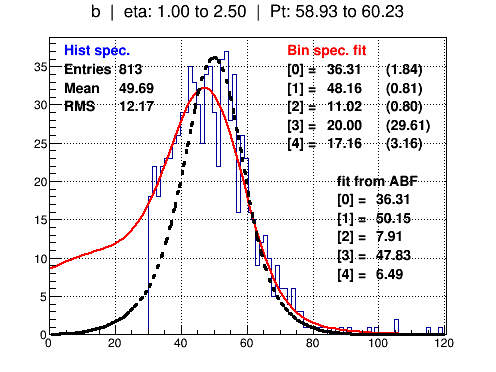 b | eta: 1.00 to 2.50 | Pt: 58.93 to 60.23
Hist spec.
Entries 813
Mean 49.69
RMS 12.17
Bin spec. fit
[0] = 36.31 (1.84)
[1] = 48.16 (0.81)
[2] = 11.02 (0.80)
[3] = 20.00 (29.61)
[4] = 17.16 (3.16)
fit from ABF
[0] = 36.31
[1] = 50.15
[2] = 7.91
[3] = 47.83
[4] = 6.49
35
30
25
20
15
10
5
0
0 20 40 60 80 100 120